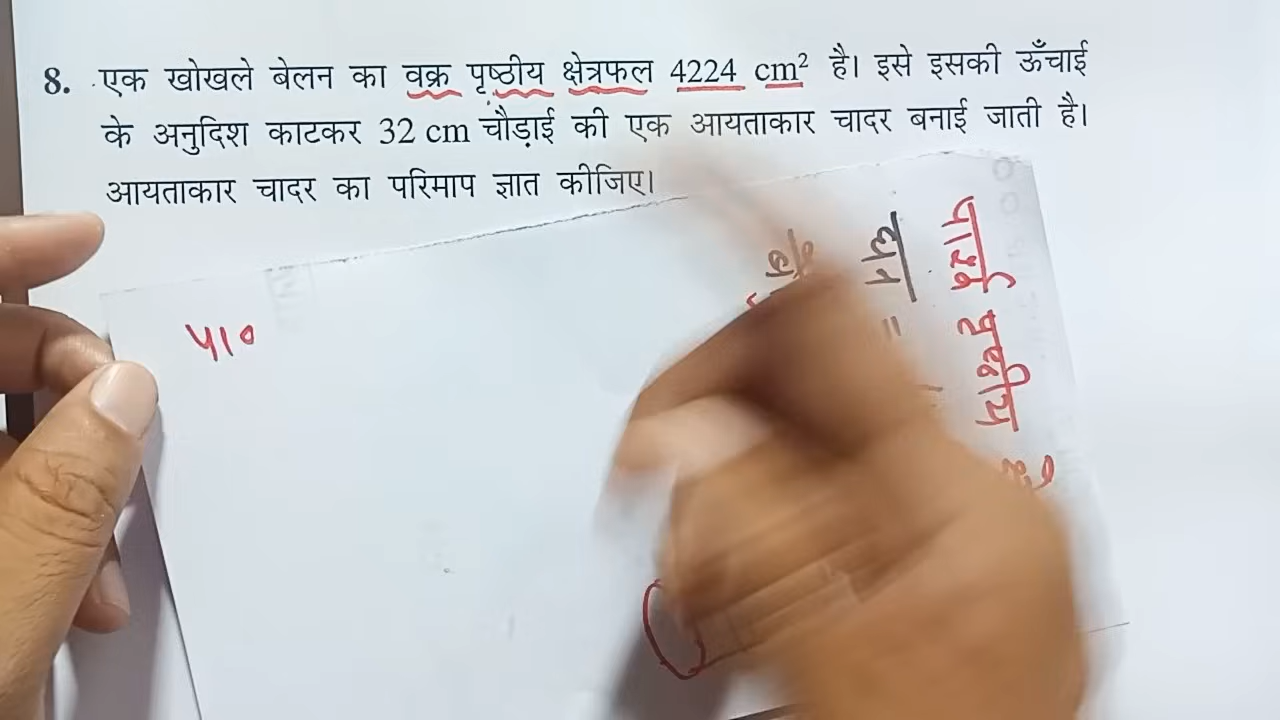 8. एक खोखले बेलन का वक्र पृष्ठीय क्षेत्रफल 4224 cm² है। इसे इसकी ऊँचाई
के अनुदिश काटकर 32 cm चौड़ाई की एक आयताकार चादर बनाई जाती है।
आयताकार चादर का परिमाप ज्ञात कीजिए।
पार्श्व पृष्ठीय
घन =